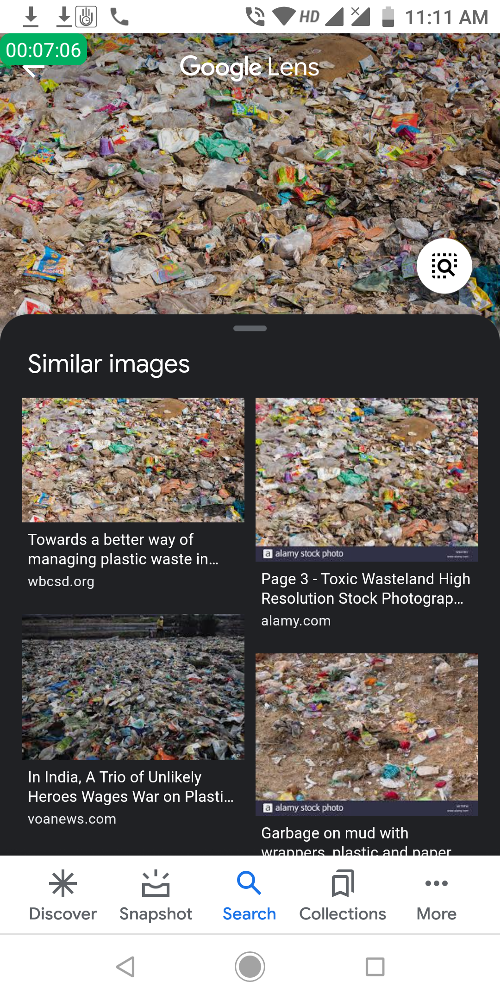 HD
11:11 AM
00:07:06
Google Lens
Similar images
Towards a better way of
managing plastic waste in...
wbcsd.org
a alamy stock photo
Page 3 - Toxic Wasteland High
Resolution Stock Photograp...
alamy.com
AP
In India, A Trio of Unlikely
Heroes Wages War on Plasti...
voanews.com
a alamy stock photo
Garbage on mud with
wrappers, plastic and paper
Discover
Snapshot
Search
Collections
More